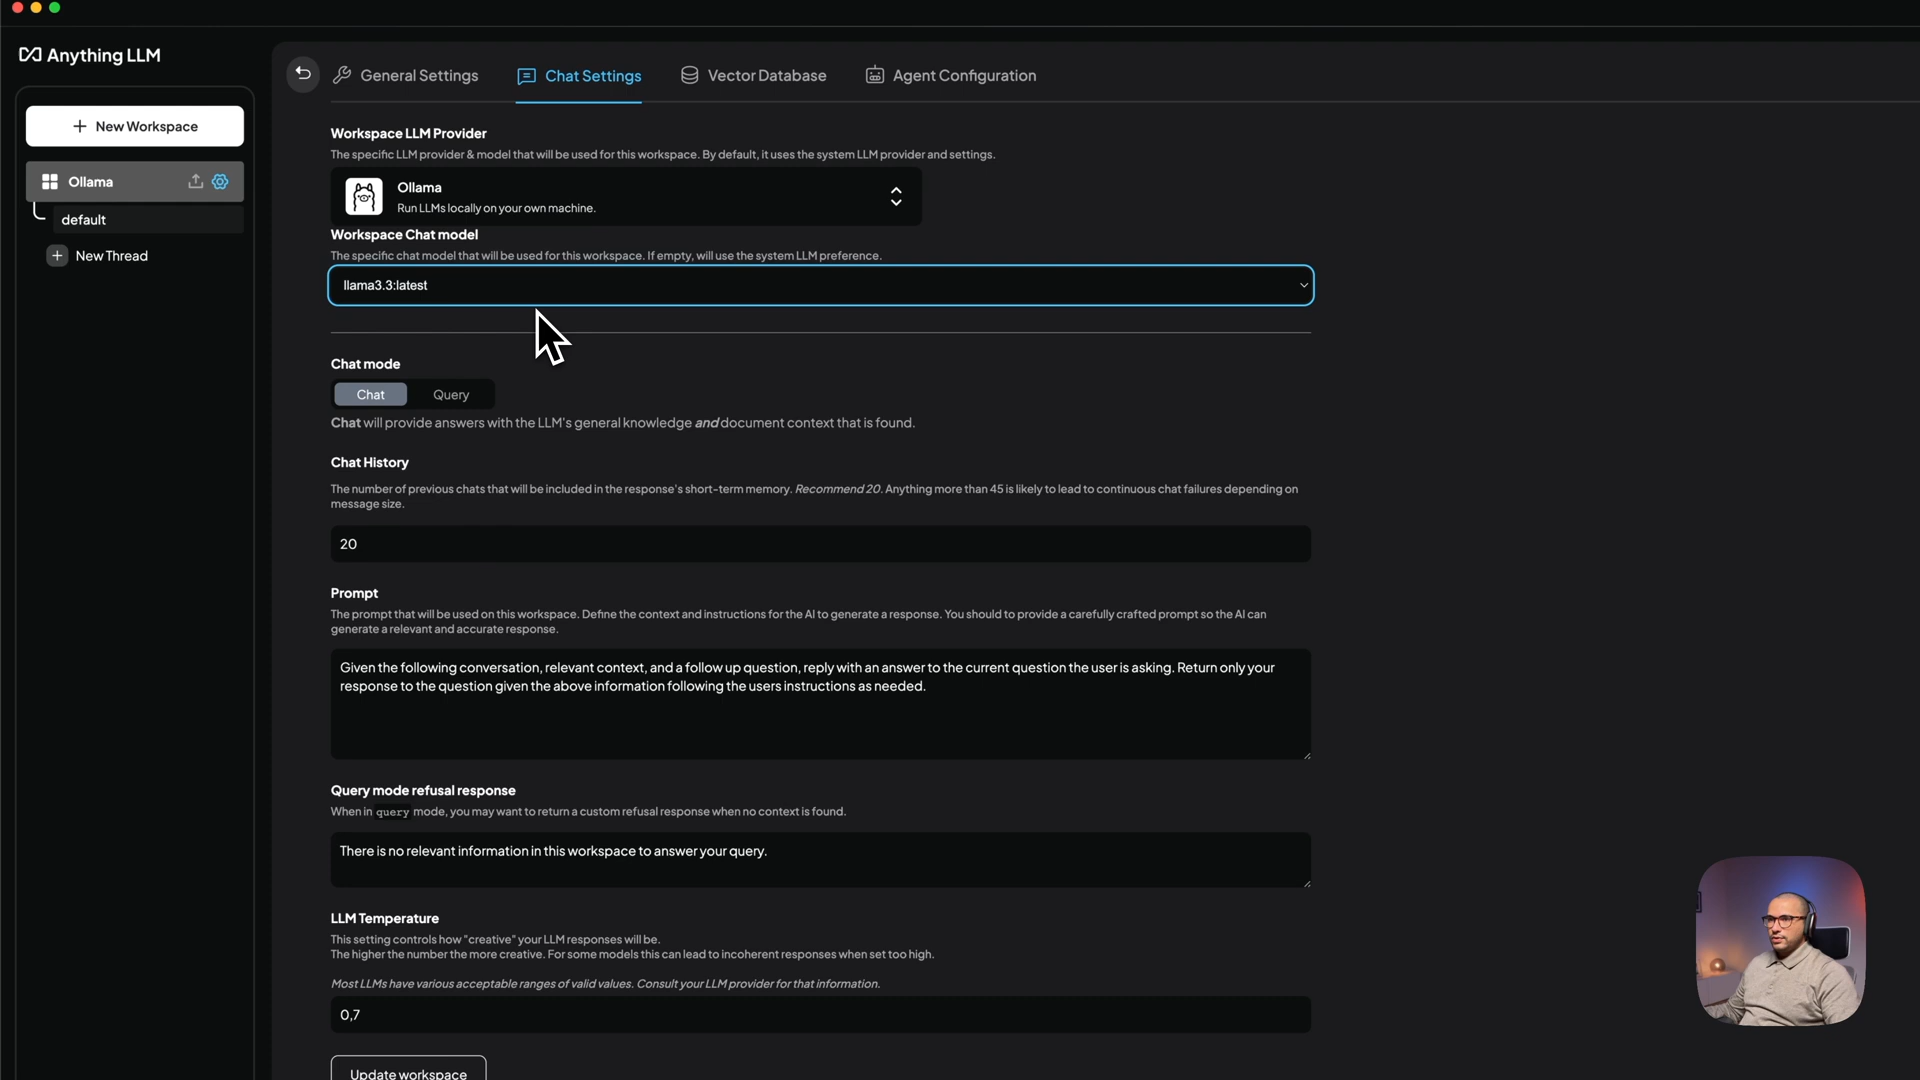 Anything LLM
General Settings
Chat Settings
Vector Database
Agent Configuration
New Workspace
Ollama
default
New Thread
Workspace LLM Provider
The specific LLM provider & model that will be used for this workspace. By default, it uses the system LLM provider and settings.
Ollama
Run LLMs locally on your own machine.
Workspace Chat model
The specific chat model that will be used for this workspace. If empty, will use the system LLM preference.
llama3.3:latest
Chat mode
Chat
Query
Chat will provide answers with the LLM's general knowledge and document context that is found.
Chat History
The number of previous chats that will be included in the response's short-term memory. Recommend 20. Anything more than 45 is likely to lead to continuous chat failures depending on
message size.
20
Prompt
The prompt that will be used on this workspace. Define the context and instructions for the AI to generate a response. You should to provide a carefully crafted prompt so the AI can
generate a relevant and accurate response.
Given the following conversation, relevant context, and a follow up question, reply with an answer to the current question the user is asking. Return only your
response to the question given the above information following the users instructions as needed.
Query mode refusal response
When in query mode, you may want to return a custom refusal response when no context is found.
There is no relevant information in this workspace to answer your query.
LLM Temperature
This setting controls how "creative" your LLM responses will be.
The higher the number the more creative. For some models this can lead to incoherent responses when set too high.
Most LLMs have various acceptable ranges of valid values. Consult your LLM provider for that information.
0,7
Update workspace